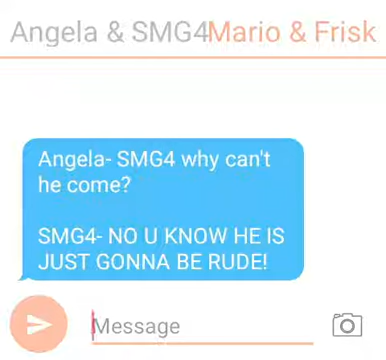 Angela & SMG4Mario & Frisk
Angela- SMG4 why can't
he come?
SMG4- NO U KNOW HE IS
JUST GONNA BE RUDE!
Message